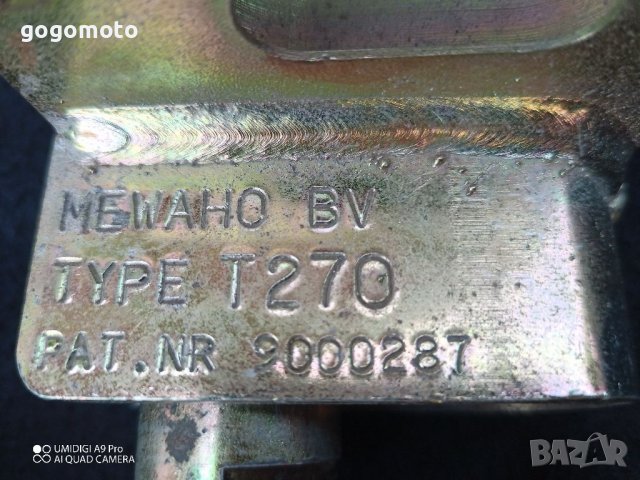 gogomoto
MEWAHO BV
TYPE T270
PAT.NR 9000287
UMIDIGI A9 Pro
AI QUAD CAMERA
BAZAR